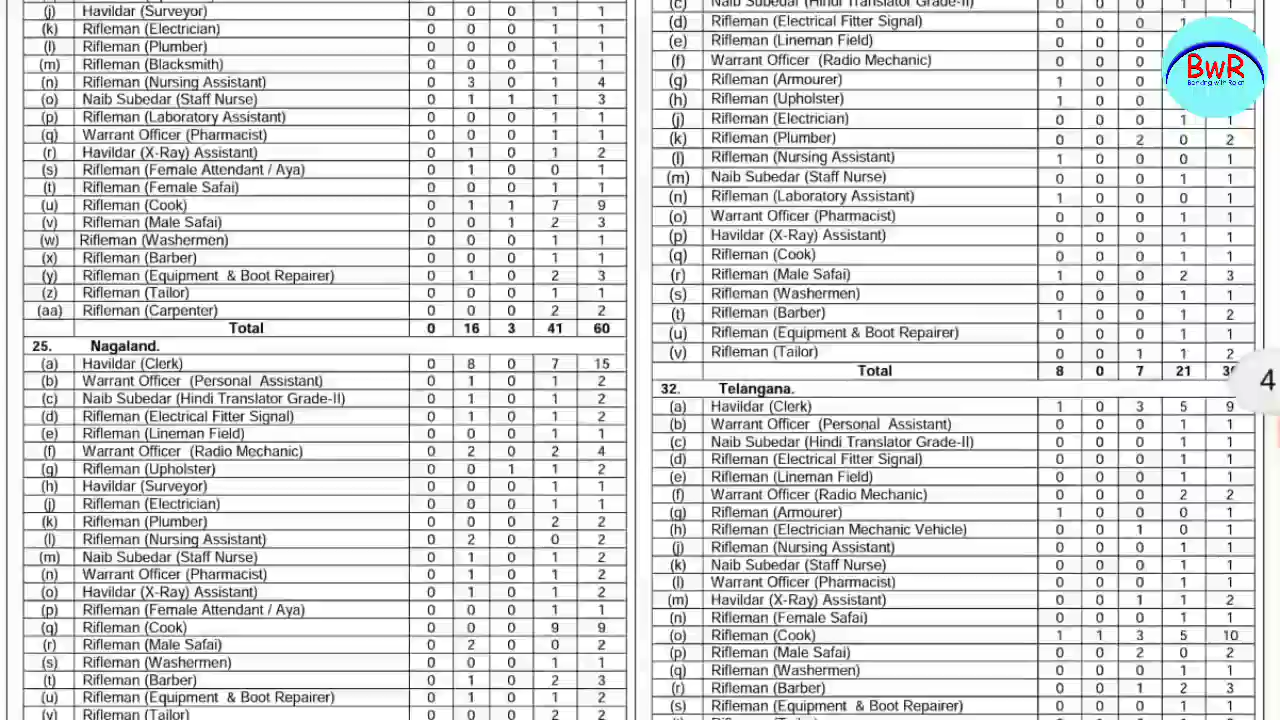 (j) Havildar (Surveyor) 0 0 0 1 1
(k) Rifleman (Electrician) 0 0 0 1 1
(l) Rifleman (Plumber) 0 0 0 1 1
(m) Rifleman (Blacksmith) 0 0 0 1 1
(n) Rifleman (Nursing Assistant) 0 3 0 1 4
(o) Naib Subedar (Staff Nurse) 0 1 1 1 3
(p) Rifleman (Laboratory Assistant) 0 0 0 1 1
(q) Warrant Officer (Pharmacist) 0 0 0 1 1
(r) Havildar (X-Ray) Assistant) 0 1 0 1 2
(s) Rifleman (Female Attendant / Aya) 0 1 0 0 1
(t) Rifleman (Female Safai) 0 0 0 1 1
(u) Rifleman (Cook) 0 1 1 7 9
(v) Rifleman (Male Safai) 0 0 1 2 3
(w) Rifleman (Washermen) 0 0 0 1 1
(x) Rifleman (Barber) 0 0 0 1 1
(y) Rifleman (Equipment & Boot Repairer) 0 1 0 2 3
(z) Rifleman (Tailor) 0 0 0 1 1
(aa) Rifleman (Carpenter) 0 0 0 2 2
Total 0 16 3 41 60
25. Nagaland.
(a) Havildar (Clerk) 0 8 0 7 15
(b) Warrant Officer (Personal Assistant) 0 1 0 1 2
(c) Naib Subedar (Hindi Translator Grade-II) 0 1 0 1 2
(d) Rifleman (Electrical Fitter Signal) 0 1 0 1 2
(e) Rifleman (Lineman Field) 0 0 0 1 1
(f) Warrant Officer (Radio Mechanic) 0 2 0 2 4
(g) Rifleman (Upholster) 0 0 1 1 2
(h) Havildar (Surveyor) 0 0 0 1 1
(j) Rifleman (Electrician) 0 0 0 1 1
(k) Rifleman (Plumber) 0 0 0 2 2
(l) Rifleman (Nursing Assistant) 0 2 0 0 2
(m) Naib Subedar (Staff Nurse) 0 1 0 1 2
(n) Warrant Officer (Pharmacist) 0 1 0 1 2
(o) Havildar (X-Ray) Assistant) 0 1 0 1 2
(p) Rifleman (Female Attendant / Aya) 0 0 0 1 1
(q) Rifleman (Cook) 0 0 0 9 9
(r) Rifleman (Male Safai) 0 2 0 0 2
(s) Rifleman (Washermen) 0 0 0 1 1
(t) Rifleman (Barber) 0 1 0 2 3
(u) Rifleman (Equipment & Boot Repairer) 0 1 0 1 2
(v) Rifleman (Tailor) 0 0 0 2 2
(c) Naib Subedar (Hindi Translator Grade-II) 0 0 0 1 1
(d) Rifleman (Electrical Fitter Signal) 0 0 0 1
(e) Rifleman (Lineman Field) 0 0 0
(f) Warrant Officer (Radio Mechanic) 0 0 0
(g) Rifleman (Armourer) 1 0 0
(h) Rifleman (Upholster) 1 0 0
(j) Rifleman (Electrician) 0 0 0 1 1
(k) Rifleman (Plumber) 0 0 2 0 2
(l) Rifleman (Nursing Assistant) 1 0 0 0 1
(m) Naib Subedar (Staff Nurse) 0 0 0 1 1
(n) Rifleman (Laboratory Assistant) 1 0 0 0 1
(o) Warrant Officer (Pharmacist) 0 0 0 1 1
(p) Havildar (X-Ray) Assistant) 0 0 0 1 1
(q) Rifleman (Cook) 0 0 0 1 1
(r) Rifleman (Male Safai) 1 0 0 2 3
(s) Rifleman (Washermen) 0 0 0 1 1
(t) Rifleman (Barber) 1 0 0 1 2
(u) Rifleman (Equipment & Boot Repairer) 0 0 0 1 1
(v) Rifleman (Tailor) 0 0 1 1 2
Total 8 0 7 21
32. Telangana.
(a) Havildar (Clerk) 1 0 3 5 9
(b) Warrant Officer (Personal Assistant) 0 0 0 1 1
(c) Naib Subedar (Hindi Translator Grade-II) 0 0 0 1 1
(d) Rifleman (Electrical Fitter Signal) 0 0 0 1 1
(e) Rifleman (Lineman Field) 0 0 0 1 1
(f) Warrant Officer (Radio Mechanic) 0 0 0 2 2
(g) Rifleman (Armourer) 1 0 0 0 1
(h) Rifleman (Electrician Mechanic Vehicle) 0 0 1 0 1
(j) Rifleman (Nursing Assistant) 0 0 0 1 1
(k) Naib Subedar (Staff Nurse) 0 0 0 1 1
(l) Warrant Officer (Pharmacist) 0 0 0 1 1
(m) Havildar (X-Ray) Assistant) 0 0 1 1 2
(n) Rifleman (Female Safai) 0 0 0 1 1
(o) Rifleman (Cook) 1 1 3 5 10
(p) Rifleman (Male Safai) 0 0 2 0 2
(q) Rifleman (Washermen) 0 0 0 1 1
(r) Rifleman (Barber) 0 0 1 2 3
(s) Rifleman (Equipment & Boot Repairer) 0 0 0 1 1
BWR
Banking with Rajat
4